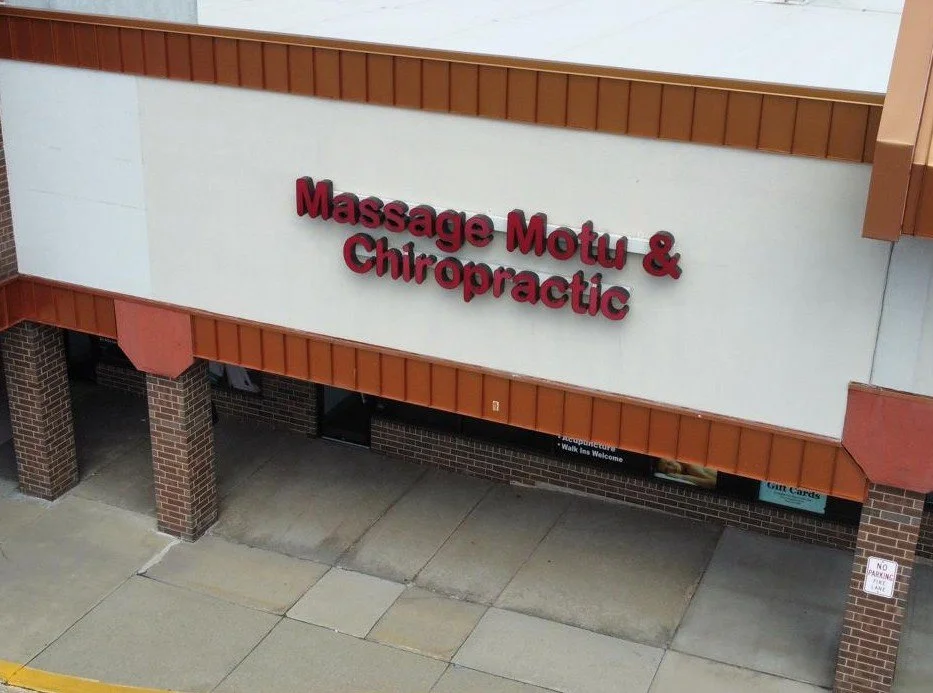 Massage Motu &
Chiropractic
• Acupuncture
• Walk Ins Welcome
Gift Cards
NO
PARKING
FIRE
LANE